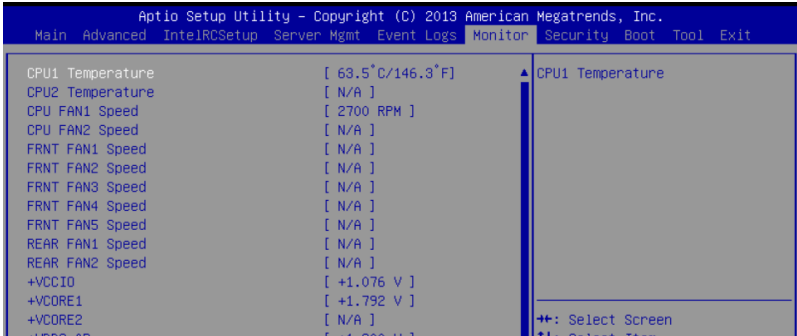 Aptio Setup Utility – Copyright (C) 2013 American Megatrends, Inc.
Main Advanced IntelRCSetup Server Mgmt Event Logs Monitor Security Boot Tool Exit
CPU1 Temperature [ 63.5°C/146.3°F] CPU1 Temperature
CPU2 Temperature [ N/A ]
CPU FAN1 Speed [ 2700 RPM ]
CPU FAN2 Speed [ N/A ]
FRNT FAN1 Speed [ N/A ]
FRNT FAN2 Speed [ N/A ]
FRNT FAN3 Speed [ N/A ]
FRNT FAN4 Speed [ N/A ]
FRNT FAN5 Speed [ N/A ]
REAR FAN1 Speed [ N/A ]
REAR FAN2 Speed [ N/A ]
+VCCIO [ +1.076 V ]
+VCORE1 [ +1.792 V ]
+VCORE2 [ N/A ] →←: Select Screen
Select Item